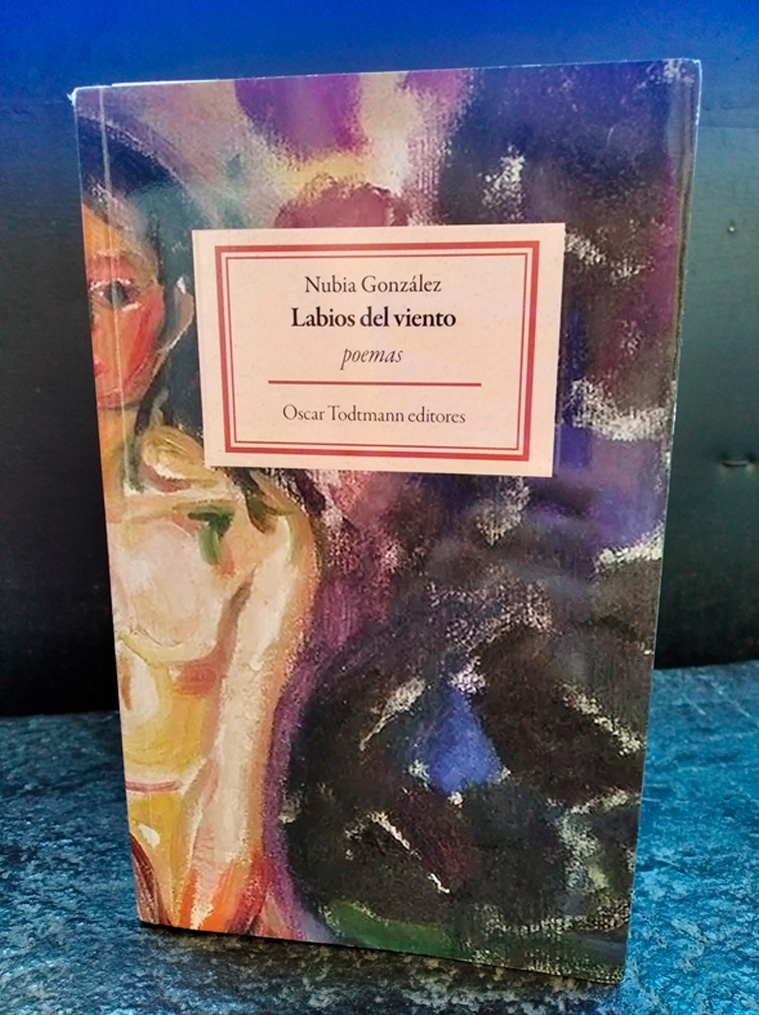 Nubia González
Labios del viento
poemas
Oscar Todtmann editores